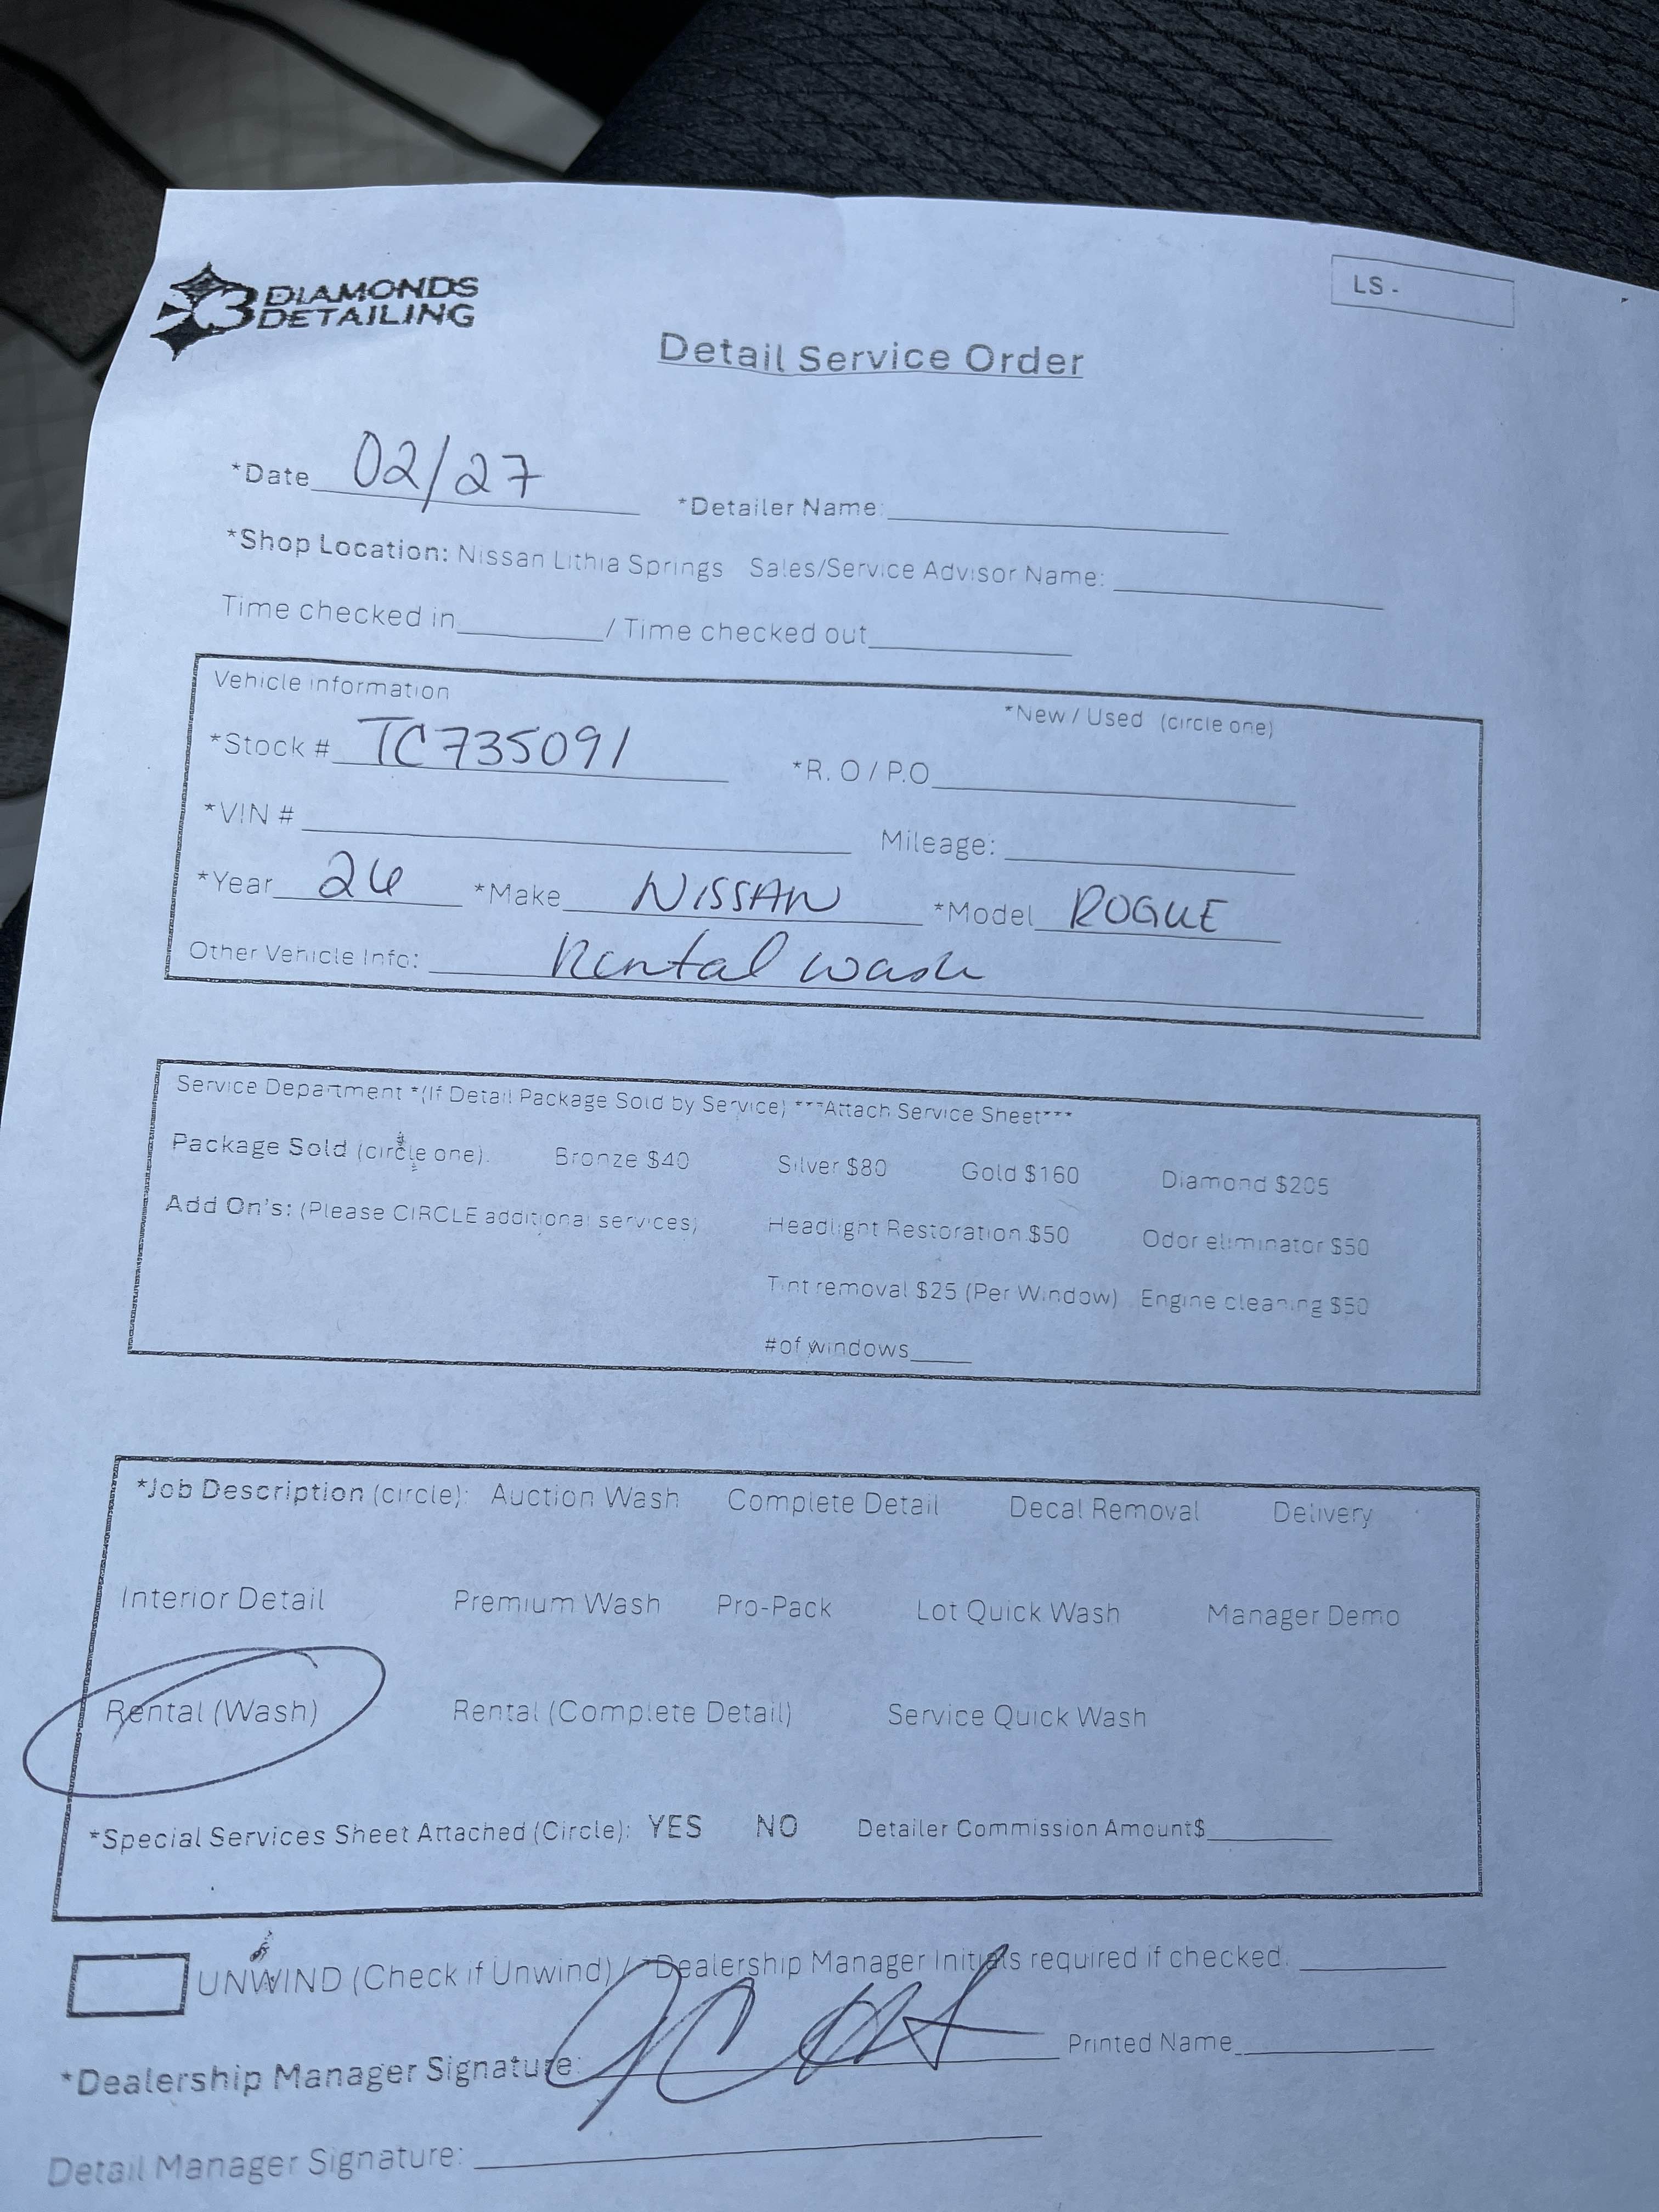 3 DIAMONDS
DETAILING
LS -
Detail Service Order
*Date 02/27 *Detailer Name:
*Shop Location: Nissan Lithia Springs Sales/Service Advisor Name:
Time checked in / Time checked out
Vehicle information *New / Used (circle one)
*Stock # TC735091 *R. O / P.O
*VIN # Mileage:
*Year 26 *Make NISSAN *Model ROGUE
Other Vehicle Info: Rental wash
Service Department *(If Detail Package Sold by Service) ***Attach Service Sheet***
Package Sold (circle one). Bronze $40 Silver $80 Gold $160 Diamond $205
Add On's: (Please CIRCLE additional services) Headlight Restoration $50 Odor eliminator $50
Tint removal $25 (Per Window) Engine cleaning $50
#of windows
*Job Description (circle): Auction Wash Complete Detail Decal Removal Delivery
Interior Detail Premium Wash Pro-Pack Lot Quick Wash Manager Demo
Rental (Wash) Rental (Complete Detail) Service Quick Wash
*Special Services Sheet Attached (Circle): YES NO Detailer Commission Amount$
UNWIND (Check if Unwind) / *Dealership Manager Initials required if checked.
*Dealership Manager Signature: Printed Name
Detail Manager Signature: